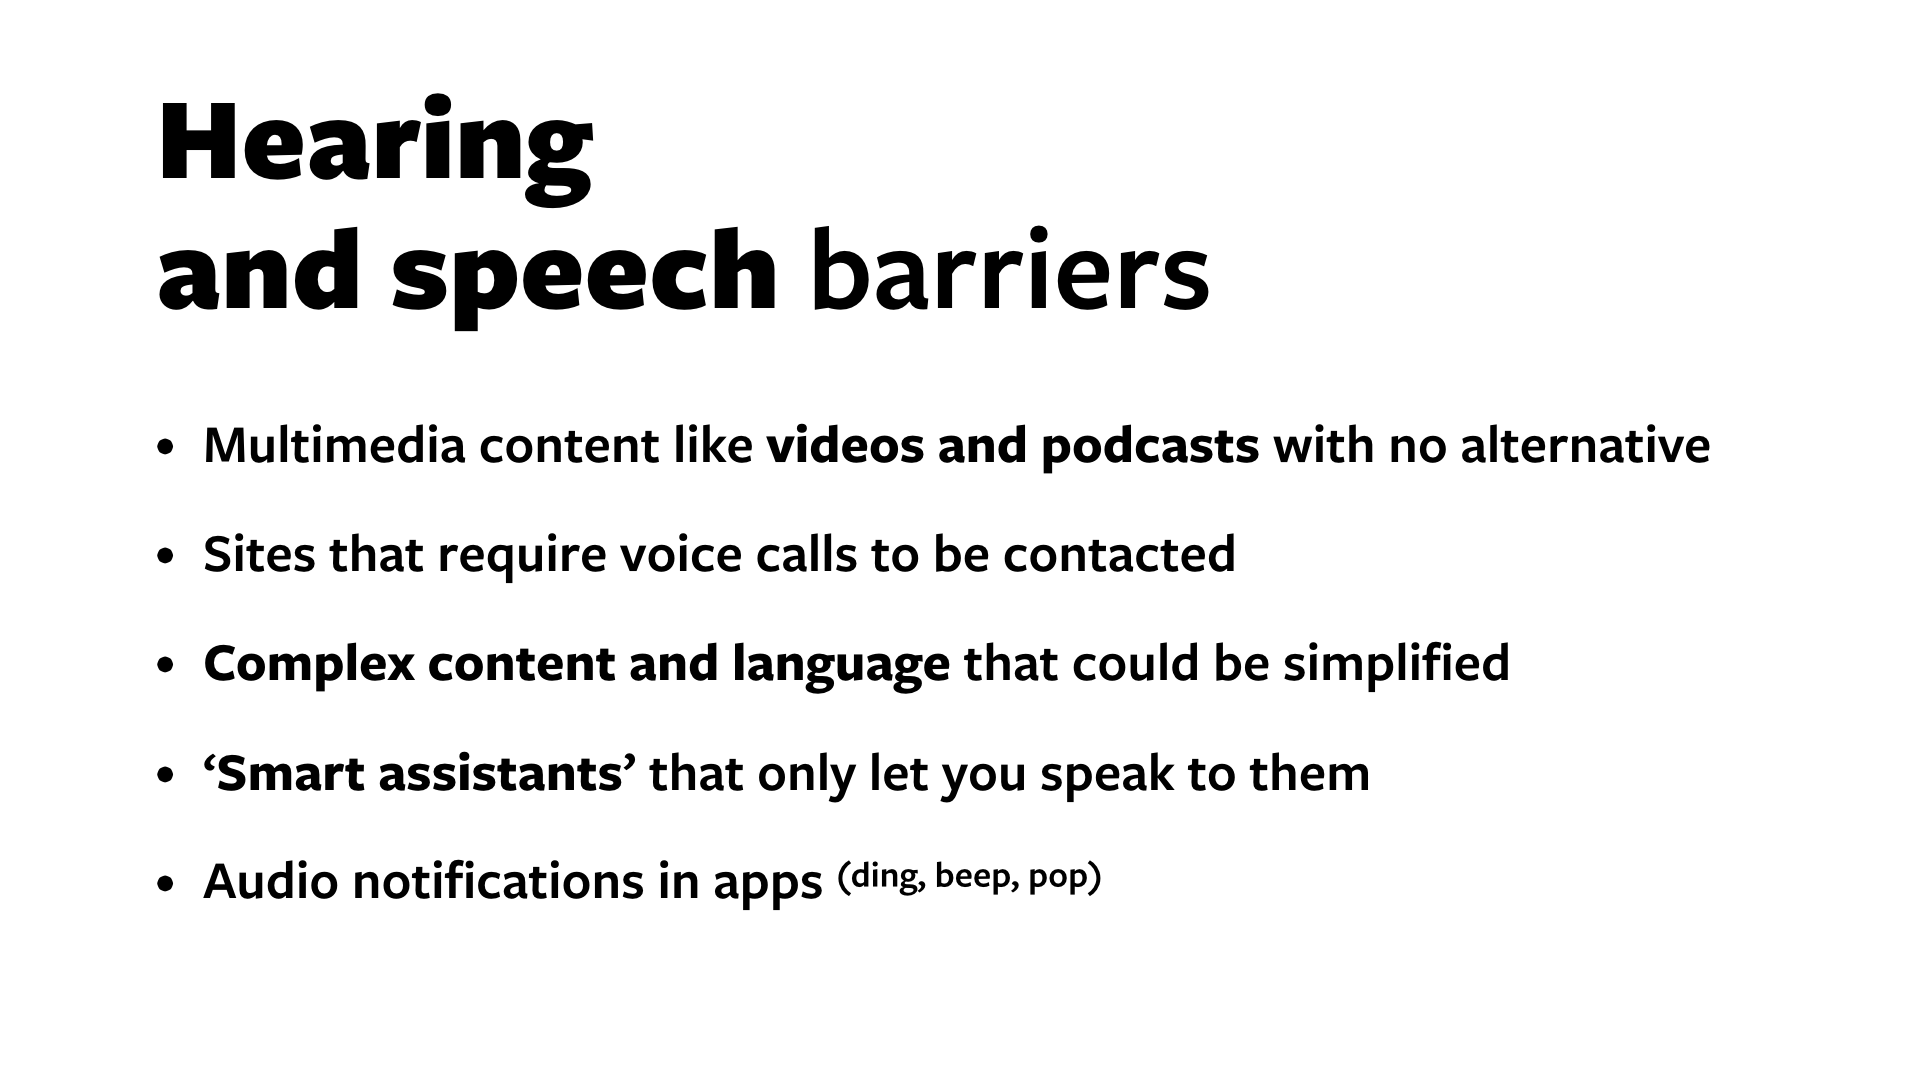 Hearing
and speech barriers
• Multimedia content like videos and podcasts with no alternative
• Sites that require voice calls to be contacted
• Complex content and language that could be simplified
• ‘Smart assistants’ that only let you speak to them
• Audio notifications in apps (ding, beep, pop)